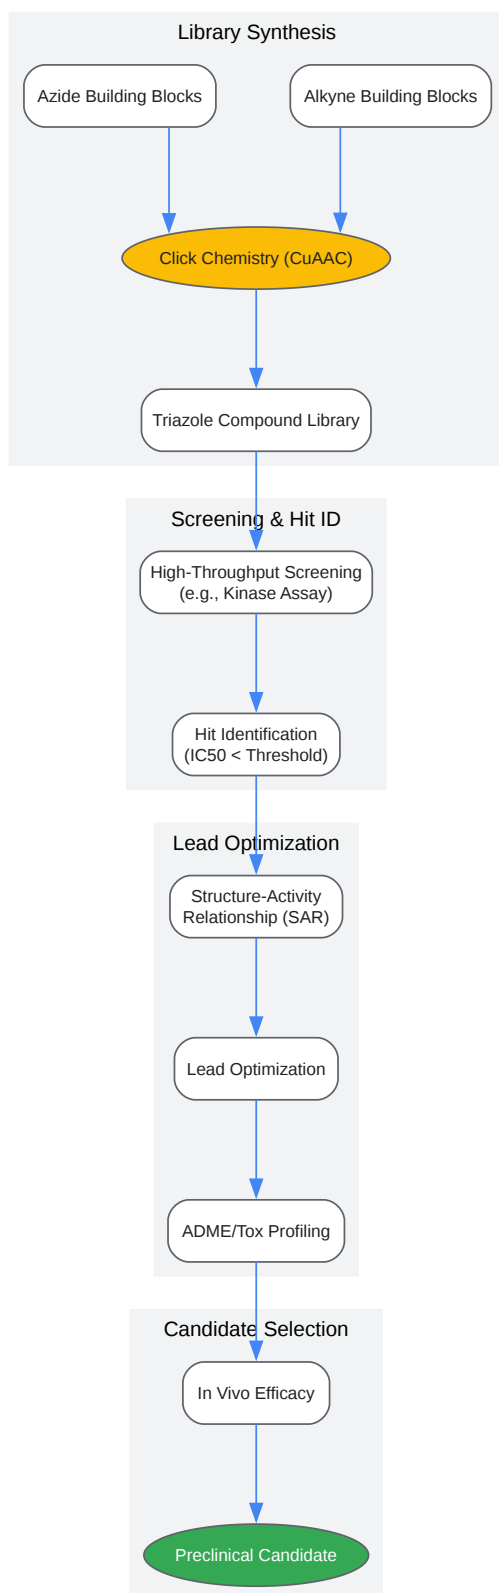 Library Synthesis
Azide Building Blocks
Alkyne Building Blocks
Click Chemistry (CuAAC)
Triazole Compound Library
Screening & Hit ID
High-Throughput Screening
(e.g., Kinase Assay)
Hit Identification
(IC50 < Threshold)
Lead Optimization
Structure-Activity
Relationship (SAR)
Lead Optimization
ADME/Tox Profiling
Candidate Selection
In Vivo Efficacy
Preclinical Candidate